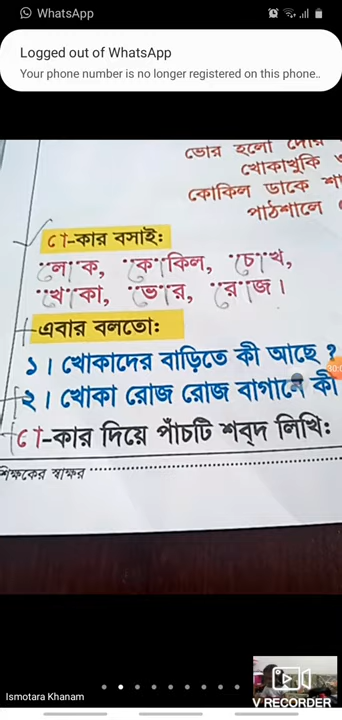 WhatsApp
Logged out of WhatsApp
Your phone number is no longer registered on this phone..
ভোর হলো দোর
খোকাখুকি
কোকিল ডাকে
পাঠশালে
ো-কার বসাই:
লোক, কোকিল, চোখ,
খোকা, ভোর, রোজ।
এবার বলতো:
১। খোকাদের বাড়িতে কী আছে ?
২। খোকা রোজ রোজ বাগানে কী
ো-কার দিয়ে পাঁচটি শব্দ লিখি:
শিক্ষকের স্বাক্ষর
Ismotara Khanam
V RECORDER